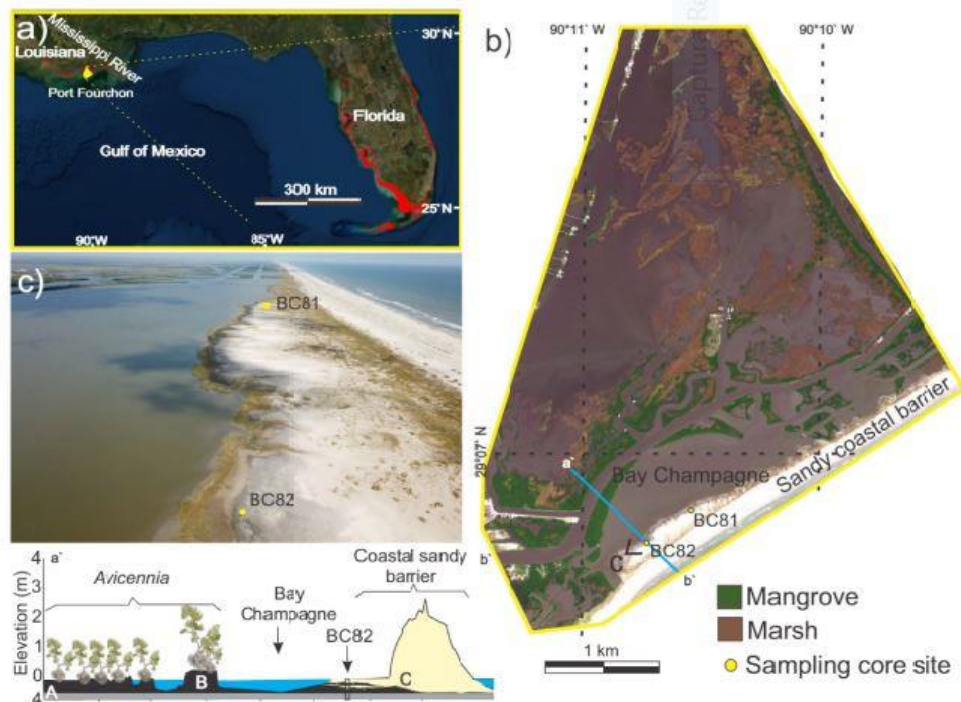 a)
Mississippi River
Louisiana
Port Fourchon
Gulf of Mexico
Florida
300 km
30˚N
25˚N
90˚W
85˚W
b)
90˚11' W
90˚10' W
29˚07' N
a`
Bay Champagne
Sandy coastal barrier
BC81
BC82
C
b`
b`
Mangrove
Marsh
Sampling core site
1 km
c)
BC81
BC82
Elevation (m)
4
3
2
1
0
4
a`
Avicennia
Bay
Champagne
BC82
Coastal sandy
barrier
A
B
C
b`